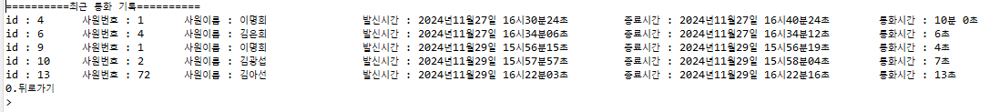 ==========최근 통화 기록==========
id : 4 사원번호 : 1 사원이름 : 이명희 발신시간 : 2024년11월27일 16시30분24초 종료시간 : 2024년11월27일 16시40분24초 통화시간 : 10분 0초
id : 6 사원번호 : 4 사원이름 : 김은희 발신시간 : 2024년11월27일 16시34분06초 종료시간 : 2024년11월27일 16시34분12초 통화시간 : 6초
id : 9 사원번호 : 1 사원이름 : 이명희 발신시간 : 2024년11월29일 15시56분15초 종료시간 : 2024년11월29일 15시56분19초 통화시간 : 4초
id : 10 사원번호 : 2 사원이름 : 김광섭 발신시간 : 2024년11월29일 15시57분57초 종료시간 : 2024년11월29일 15시58분04초 통화시간 : 7초
id : 13 사원번호 : 72 사원이름 : 김아선 발신시간 : 2024년11월29일 16시22분03초 종료시간 : 2024년11월29일 16시22분16초 통화시간 : 13초
0.뒤로가기
>